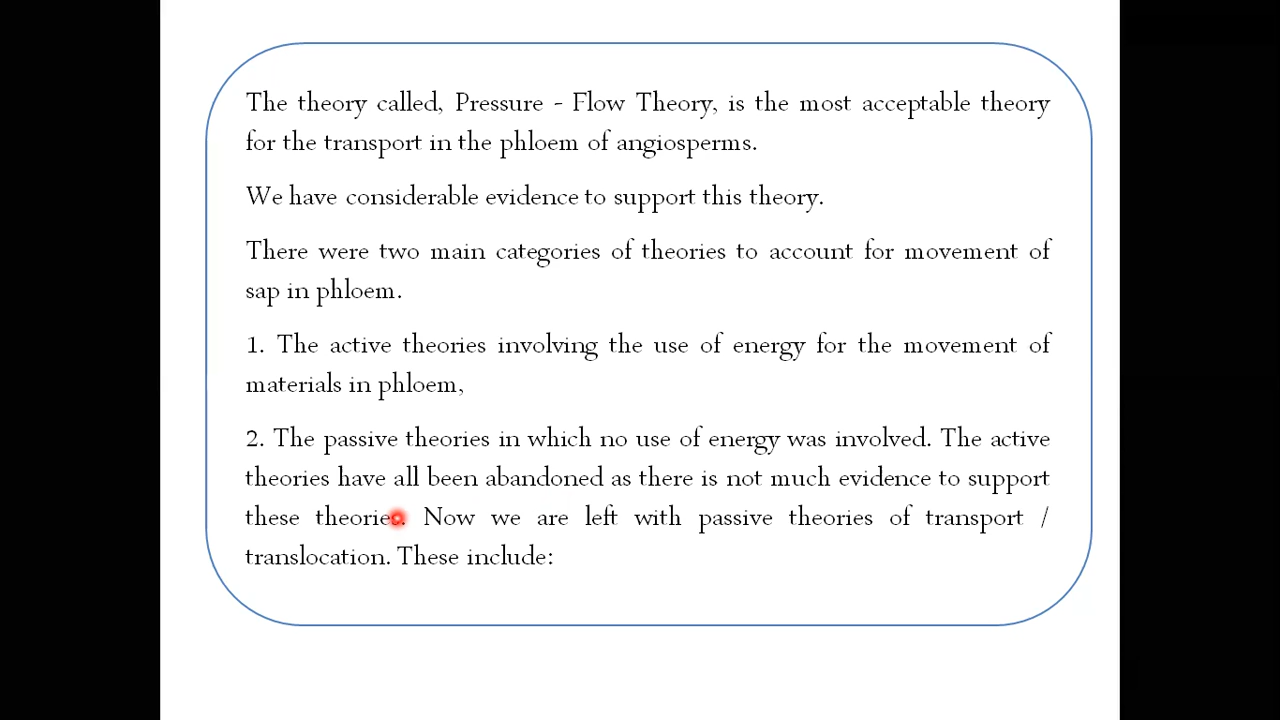 The theory called, Pressure - Flow Theory, is the most acceptable theory
for the transport in the phloem of angiosperms.
We have considerable evidence to support this theory.
There were two main categories of theories to account for movement of
sap in phloem.
1. The active theories involving the use of energy for the movement of
materials in phloem,
2. The passive theories in which no use of energy was involved. The active
theories have all been abandoned as there is not much evidence to support
these theories. Now we are left with passive theories of transport /
translocation. These include: